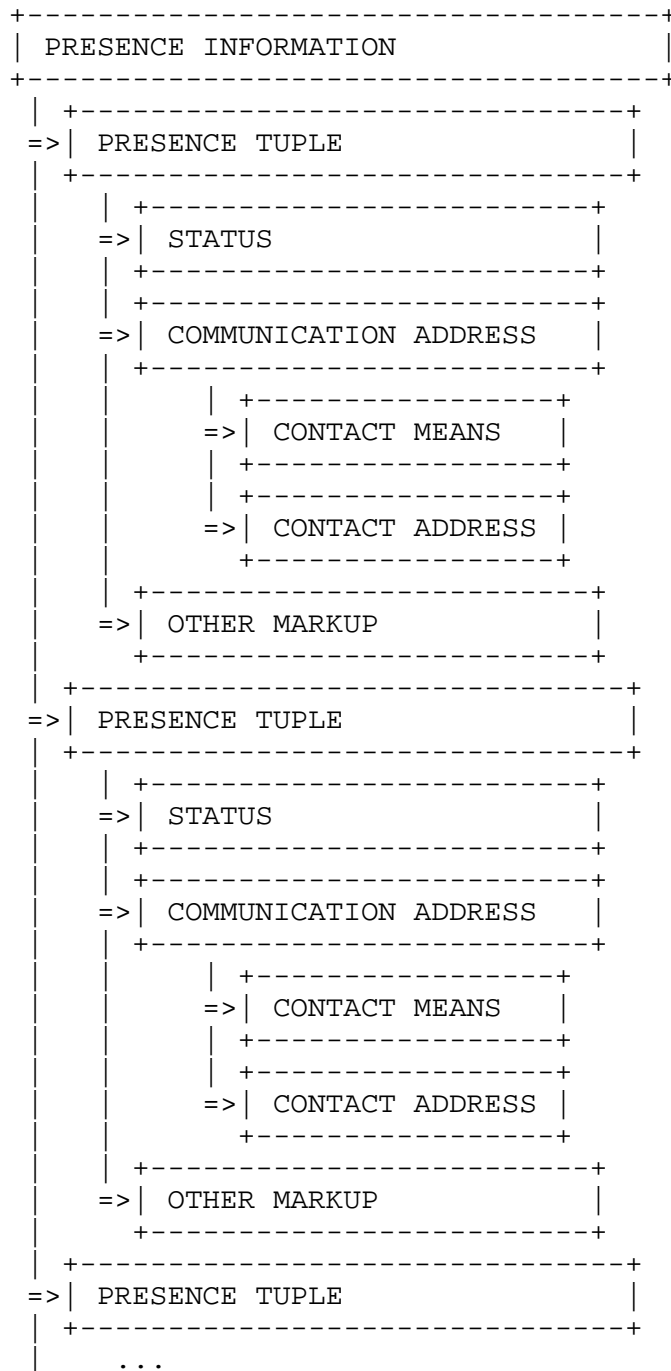 PRESENCE INFORMATION
=> PRESENCE TUPLE
=> STATUS
=> COMMUNICATION ADDRESS
=> CONTACT MEANS
=> CONTACT ADDRESS
=> OTHER MARKUP
=> PRESENCE TUPLE
=> STATUS
=> COMMUNICATION ADDRESS
=> CONTACT MEANS
=> CONTACT ADDRESS
=> OTHER MARKUP
=> PRESENCE TUPLE
...